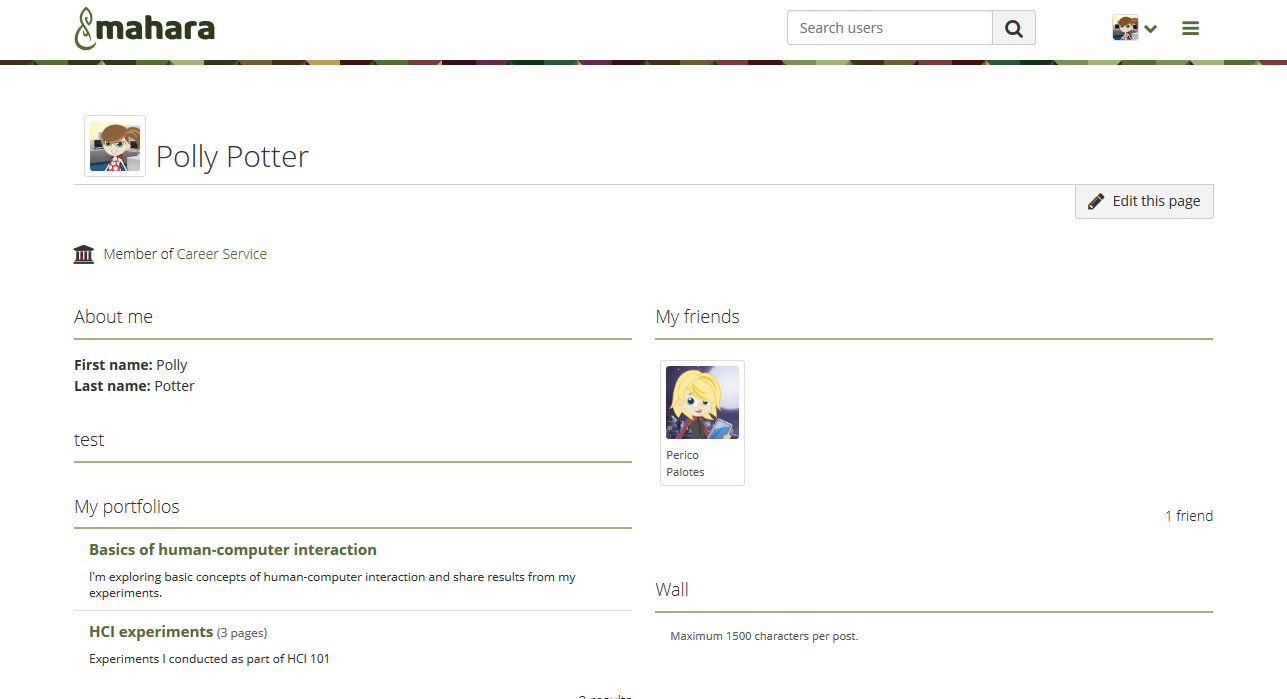 mahara
Search users
Polly Potter
Edit this page
Member of Career Service
About me
First name: Polly
Last name: Potter
test
My portfolios
Basics of human-computer interaction
I'm exploring basic concepts of human-computer interaction and share results from my
experiments.
HCI experiments (3 pages)
Experiments I conducted as part of HCI 101
My friends
Perico
Palotes
1 friend
Wall
Maximum 1500 characters per post.